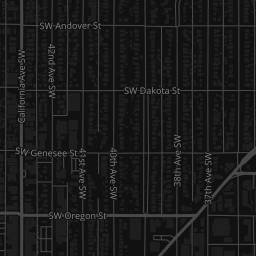 SW Andover St
California Ave SW
42nd Ave SW
SW Dakota St
SW Genesee St
41st Ave SW
40th Ave SW
38th Ave SW
37th Ave SW
SW Oregon St